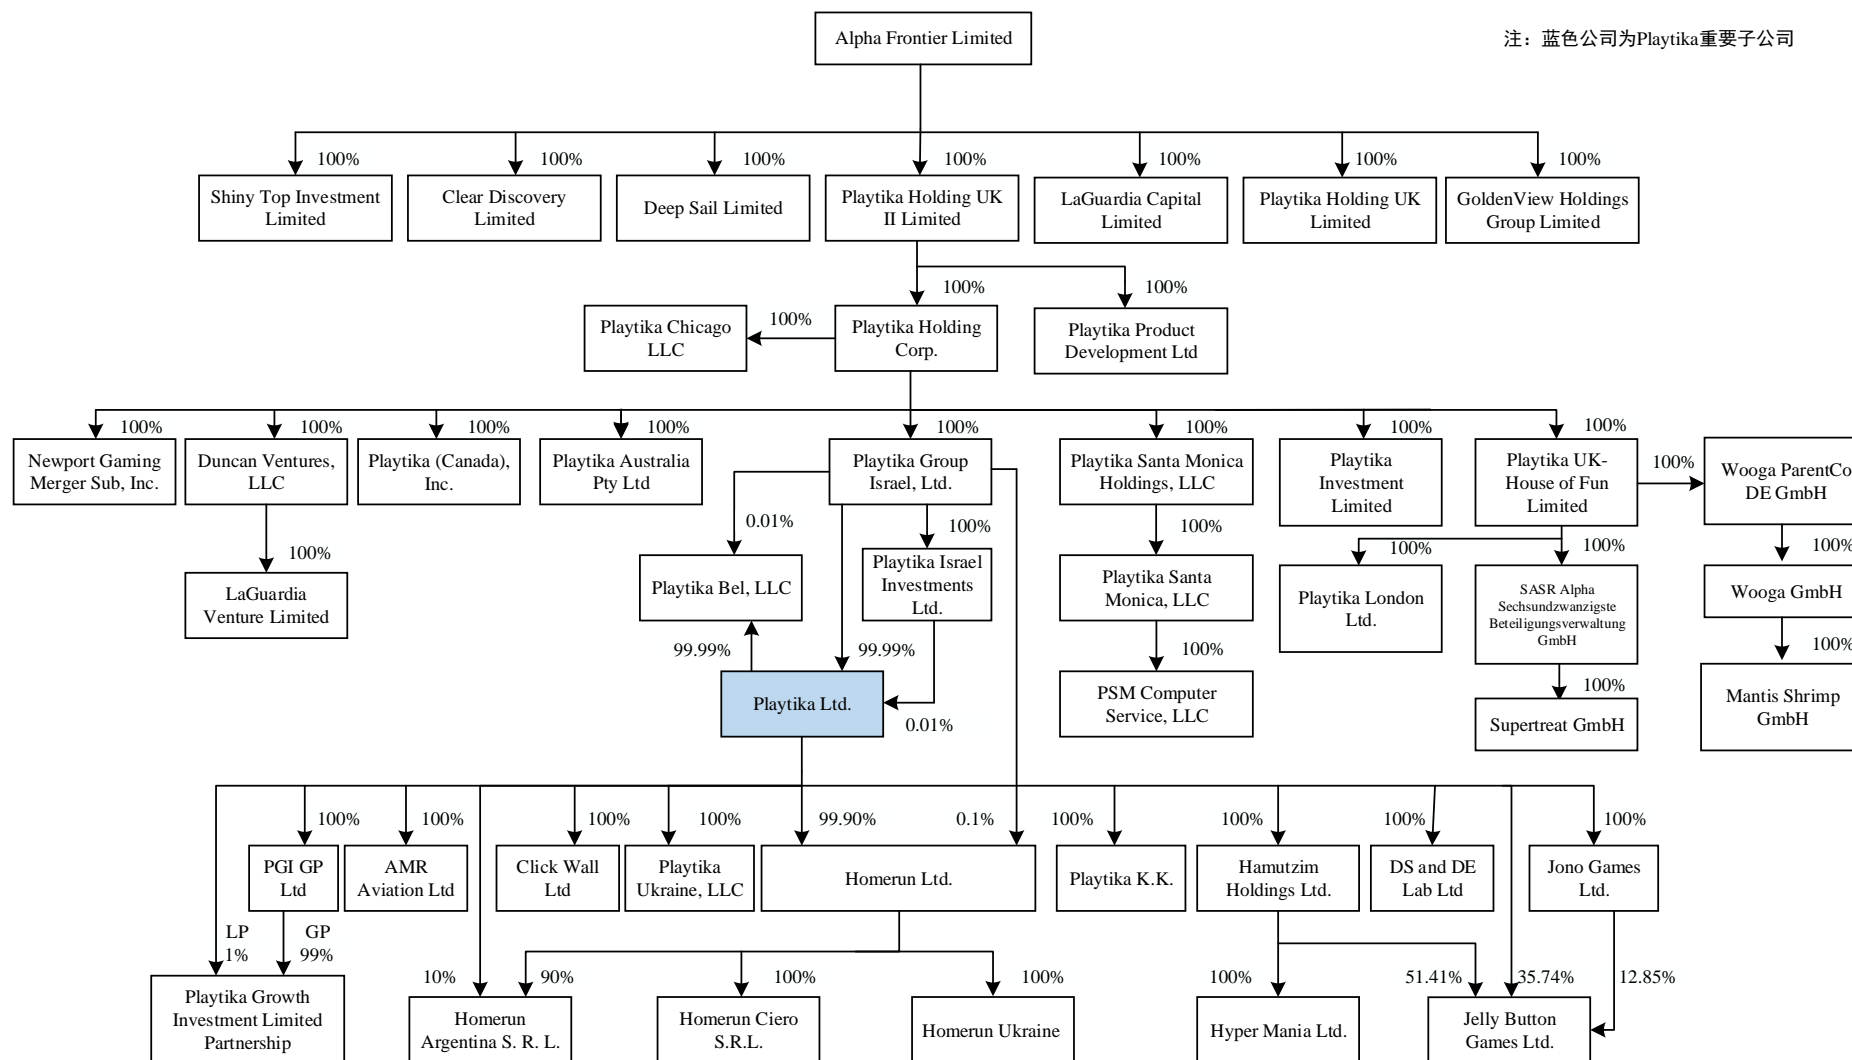 Alpha Frontier Limited
注：蓝色公司为Playtika重要子公司
100%
100%
100%
100%
100%
100%
100%
Shiny Top Investment
Limited
Clear Discovery
Limited
Deep Sail Limited
Playtika Holding UK
II Limited
LaGuardia Capital
Limited
Playtika Holding UK
Limited
GoldenView Holdings
Group Limited
100%
100%
Playtika Chicago
LLC
100%
Playtika Holding
Corp.
Playtika Product
Development Ltd
100%
100%
100%
100%
100%
100%
100%
100%
Newport Gaming
Merger Sub, Inc.
Duncan Ventures,
LLC
Playtika (Canada),
Inc.
Playtika Australia
Pty Ltd
Playtika Group
Israel, Ltd.
Playtika Santa Monica
Holdings, LLC
Playtika
Investment
Limited
Playtika UK-
House of Fun
Limited
100%
Wooga ParentCo
DE GmbH
0.01%
100%
100%
100%
100%
100%
100%
LaGuardia
Venture Limited
Playtika Bel, LLC
Playtika Israel
Investments
Ltd.
Playtika Santa
Monica, LLC
Playtika London
Ltd.
SASR Alpha
Sechsundzwanzigste
Beteiligungsverwaltung
GmbH
Wooga GmbH
99.99%
99.99%
100%
100%
100%
Playtika Ltd.
0.01%
PSM Computer
Service, LLC
Supertreat GmbH
Mantis Shrimp
GmbH
100%
100%
100%
100%
99.90%
0.1%
100%
100%
100%
100%
PGI GP
Ltd
AMR
Aviation Ltd
Click Wall
Ltd
Playtika
Ukraine, LLC
Homerun Ltd.
Playtika K.K.
Hamutzim
Holdings Ltd.
DS and DE
Lab Ltd
Jono Games
Ltd.
LP
1%
GP
99%
10%
90%
100%
100%
100%
51.41%
35.74%
12.85%
Playtika Growth
Investment Limited
Partnership
Homerun
Argentina S. R. L.
Homerun Ciero
S.R.L.
Homerun Ukraine
Hyper Mania Ltd.
Jelly Button
Games Ltd.